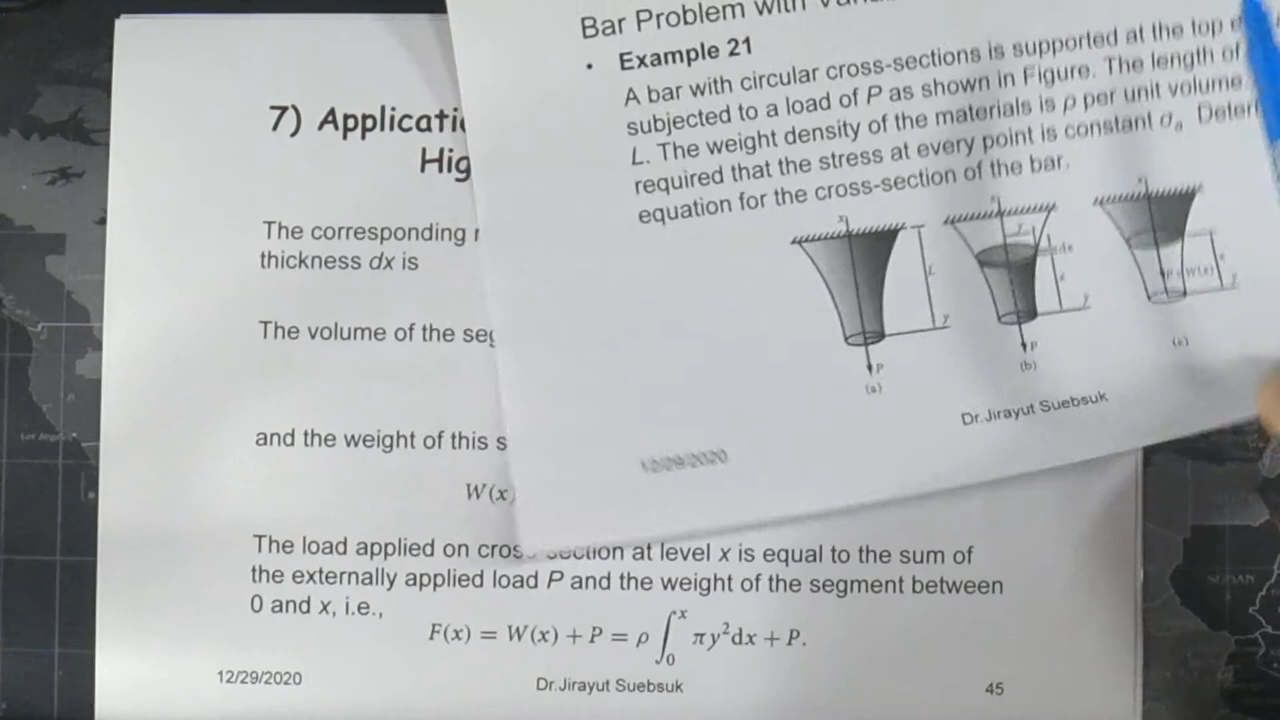 Bar Problem with
• Example 21
A bar with circular cross-sections is supported at the top
subjected to a load of P as shown in Figure. The length of
L. The weight density of the materials is ρ per unit volume.
required that the stress at every point is constant σa
equation for the cross-section of the bar.
L
y
P
(a)
dx
x
y
P
(b)
P + W(x)
x
y
(c)
Dr.Jirayut Suebsuk
12/29/2020
7)
Hig
The corresponding
thickness dx is
The volume of the
and the weight of this s
W(x)
The load applied on section at level x is equal to the sum of
the externally applied load P and the weight of the segment between
0 and x, i.e.,
F(x) = W(x) + P = ρ ∫₀ˣ πy²dx + P.
12/29/2020
Dr.Jirayut Suebsuk
45
SUDAN